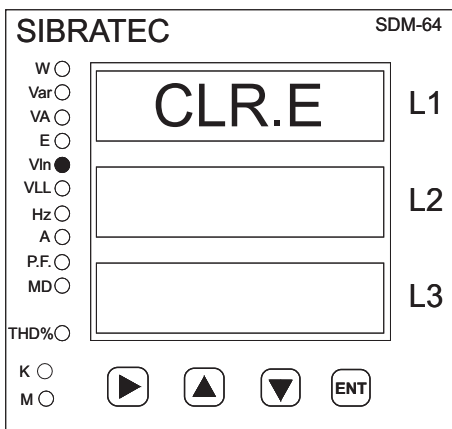 SIBRATEC
SDM-64
W
Var
VA
E
Vln
VLL
Hz
A
P.F.
MD
THD%
K
M
CLR.E
L1
L2
L3
ENT